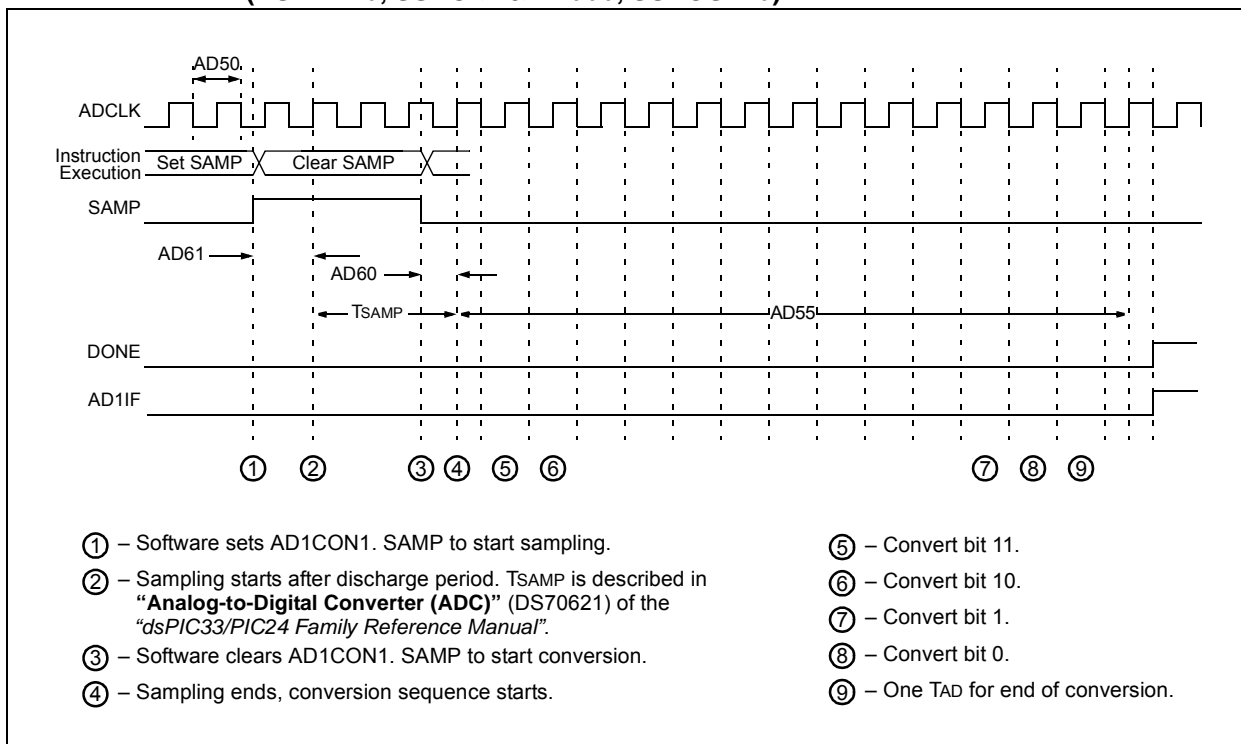 AD50
ADCLK
Instruction
Execution
Set SAMP
Clear SAMP
SAMP
AD61
AD60
TSAMP
AD55
DONE
AD1IF
① ② ③ ④ ⑤ ⑥ ⑦ ⑧ ⑨
① – Software sets AD1CON1. SAMP to start sampling.
② – Sampling starts after discharge period. TSAMP is described in
“Analog-to-Digital Converter (ADC)” (DS70621) of the
“dsPIC33/PIC24 Family Reference Manual”.
③ – Software clears AD1CON1. SAMP to start conversion.
④ – Sampling ends, conversion sequence starts.
⑤ – Convert bit 11.
⑥ – Convert bit 10.
⑦ – Convert bit 1.
⑧ – Convert bit 0.
⑨ – One TAD for end of conversion.